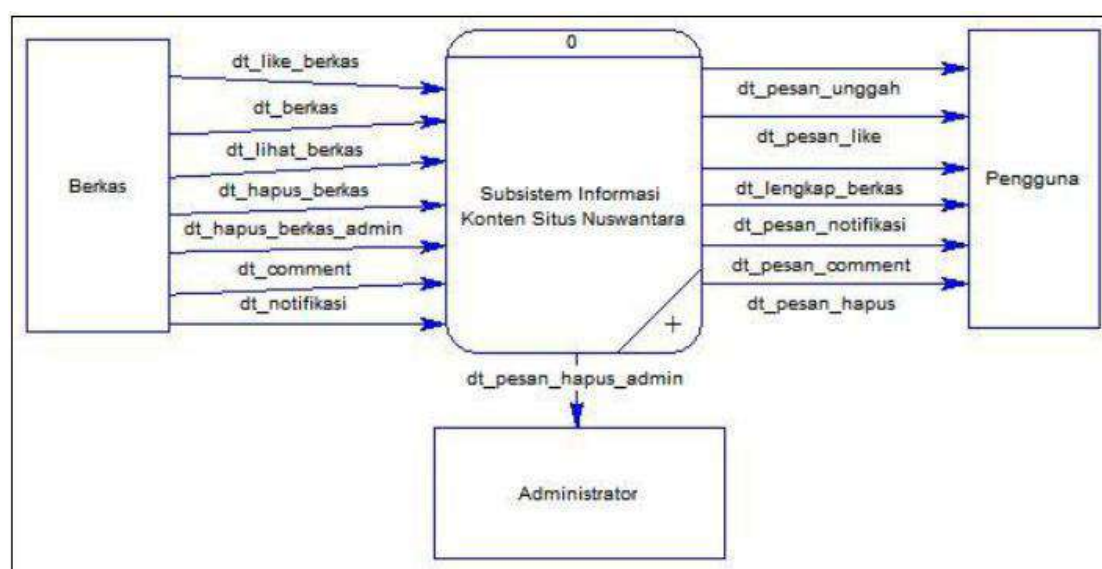 0
dt_like_berkas
dt_berkas
dt_lihat_berkas
dt_hapus_berkas
dt_hapus_berkas_admin
dt_comment
dt_notifikasi
Berkas
Subsistem Informasi
Konten Situs Nuswantara
+
dt_pesan_unggah
dt_pesan_like
dt_lengkap_berkas
dt_pesan_notifikasi
dt_pesan_comment
dt_pesan_hapus
Pengguna
dt_pesan_hapus_admin
Administrator